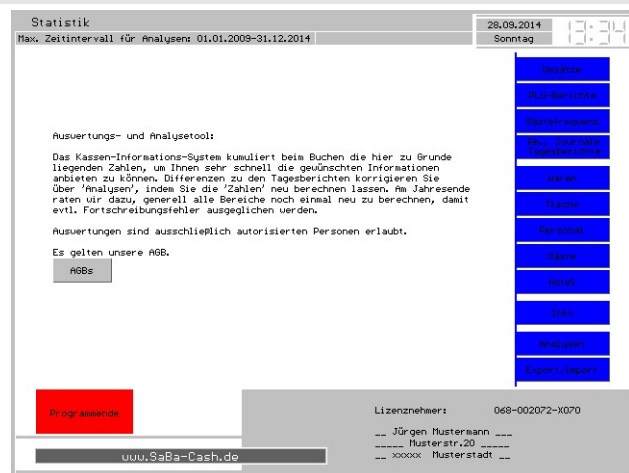 Statistik
Max. Zeitintervall für Analysen: 01.01.2009-31.12.2014
28.09.2014
Sonntag
13:34
Umsätze
PLU-Berichte
Gästefrequenz
Journale
Tagesberichte
Waren
Tische
Personal
Gäste
Hotel
Info
Analysen
Export/Import
Auswertungs- und Analysetool:
Das Kassen-Informations-System kumuliert beim Buchen die hier zu Grunde
liegenden Zahlen, um Ihnen sehr schnell die gewünschten Informationen
anbieten zu können. Differenzen zu den Tagesberichten korrigieren Sie
über 'Analysen', indem Sie die 'Zahlen' neu berechnen lassen. Am Jahresende
raten wir dazu, generell alle Bereiche noch einmal neu zu berechnen, damit
evtl. Fortschreibungsfehler ausgeglichen werden.
Auswertungen sind ausschließlich autorisierten Personen erlaubt.
Es gelten unsere AGB.
AGBs
Programmende
www.SaBa-Cash.de
Lizenznehmer: 068-002072-X070
__ Jürgen Mustermann ___
_____ Musterstr.20 _____
__ xxxxx Musterstadt __